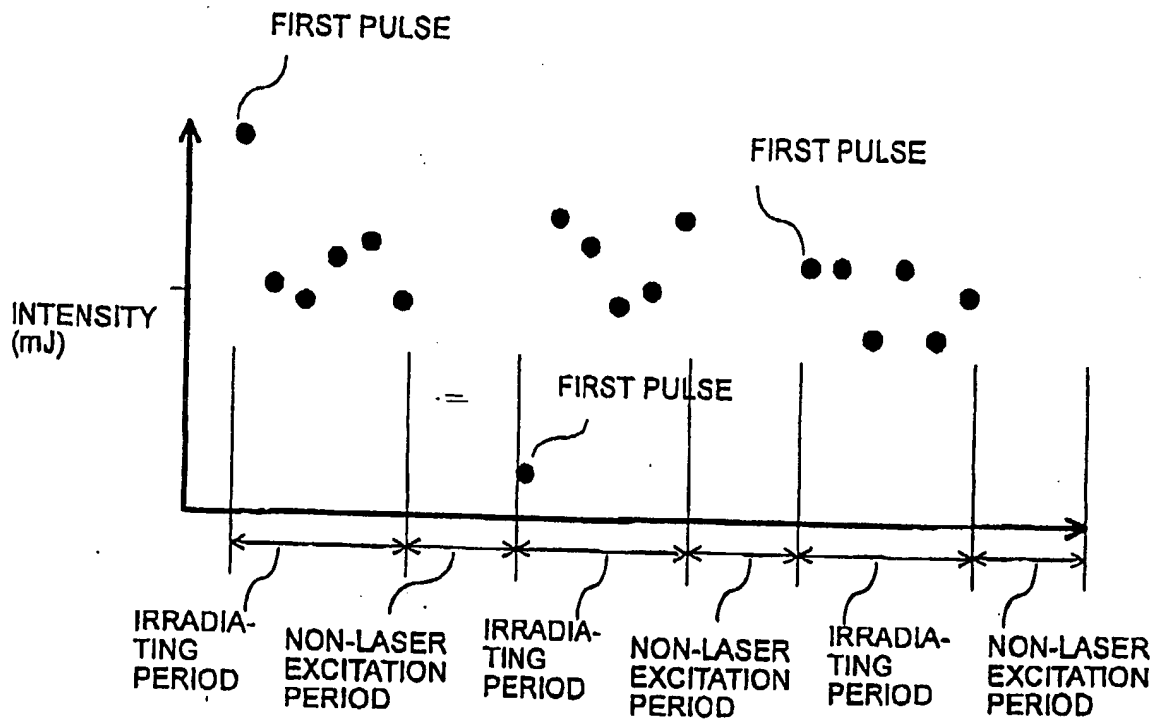 FIRST PULSE
FIRST PULSE
INTENSITY
(mJ)
FIRST PULSE
IRRADIA-
TING
PERIOD
NON-LASER
EXCITATION
PERIOD
IRRADIA-
TING
PERIOD
NON-LASER
EXCITATION
PERIOD
IRRADIA-
TING
PERIOD
NON-LASER
EXCITATION
PERIOD